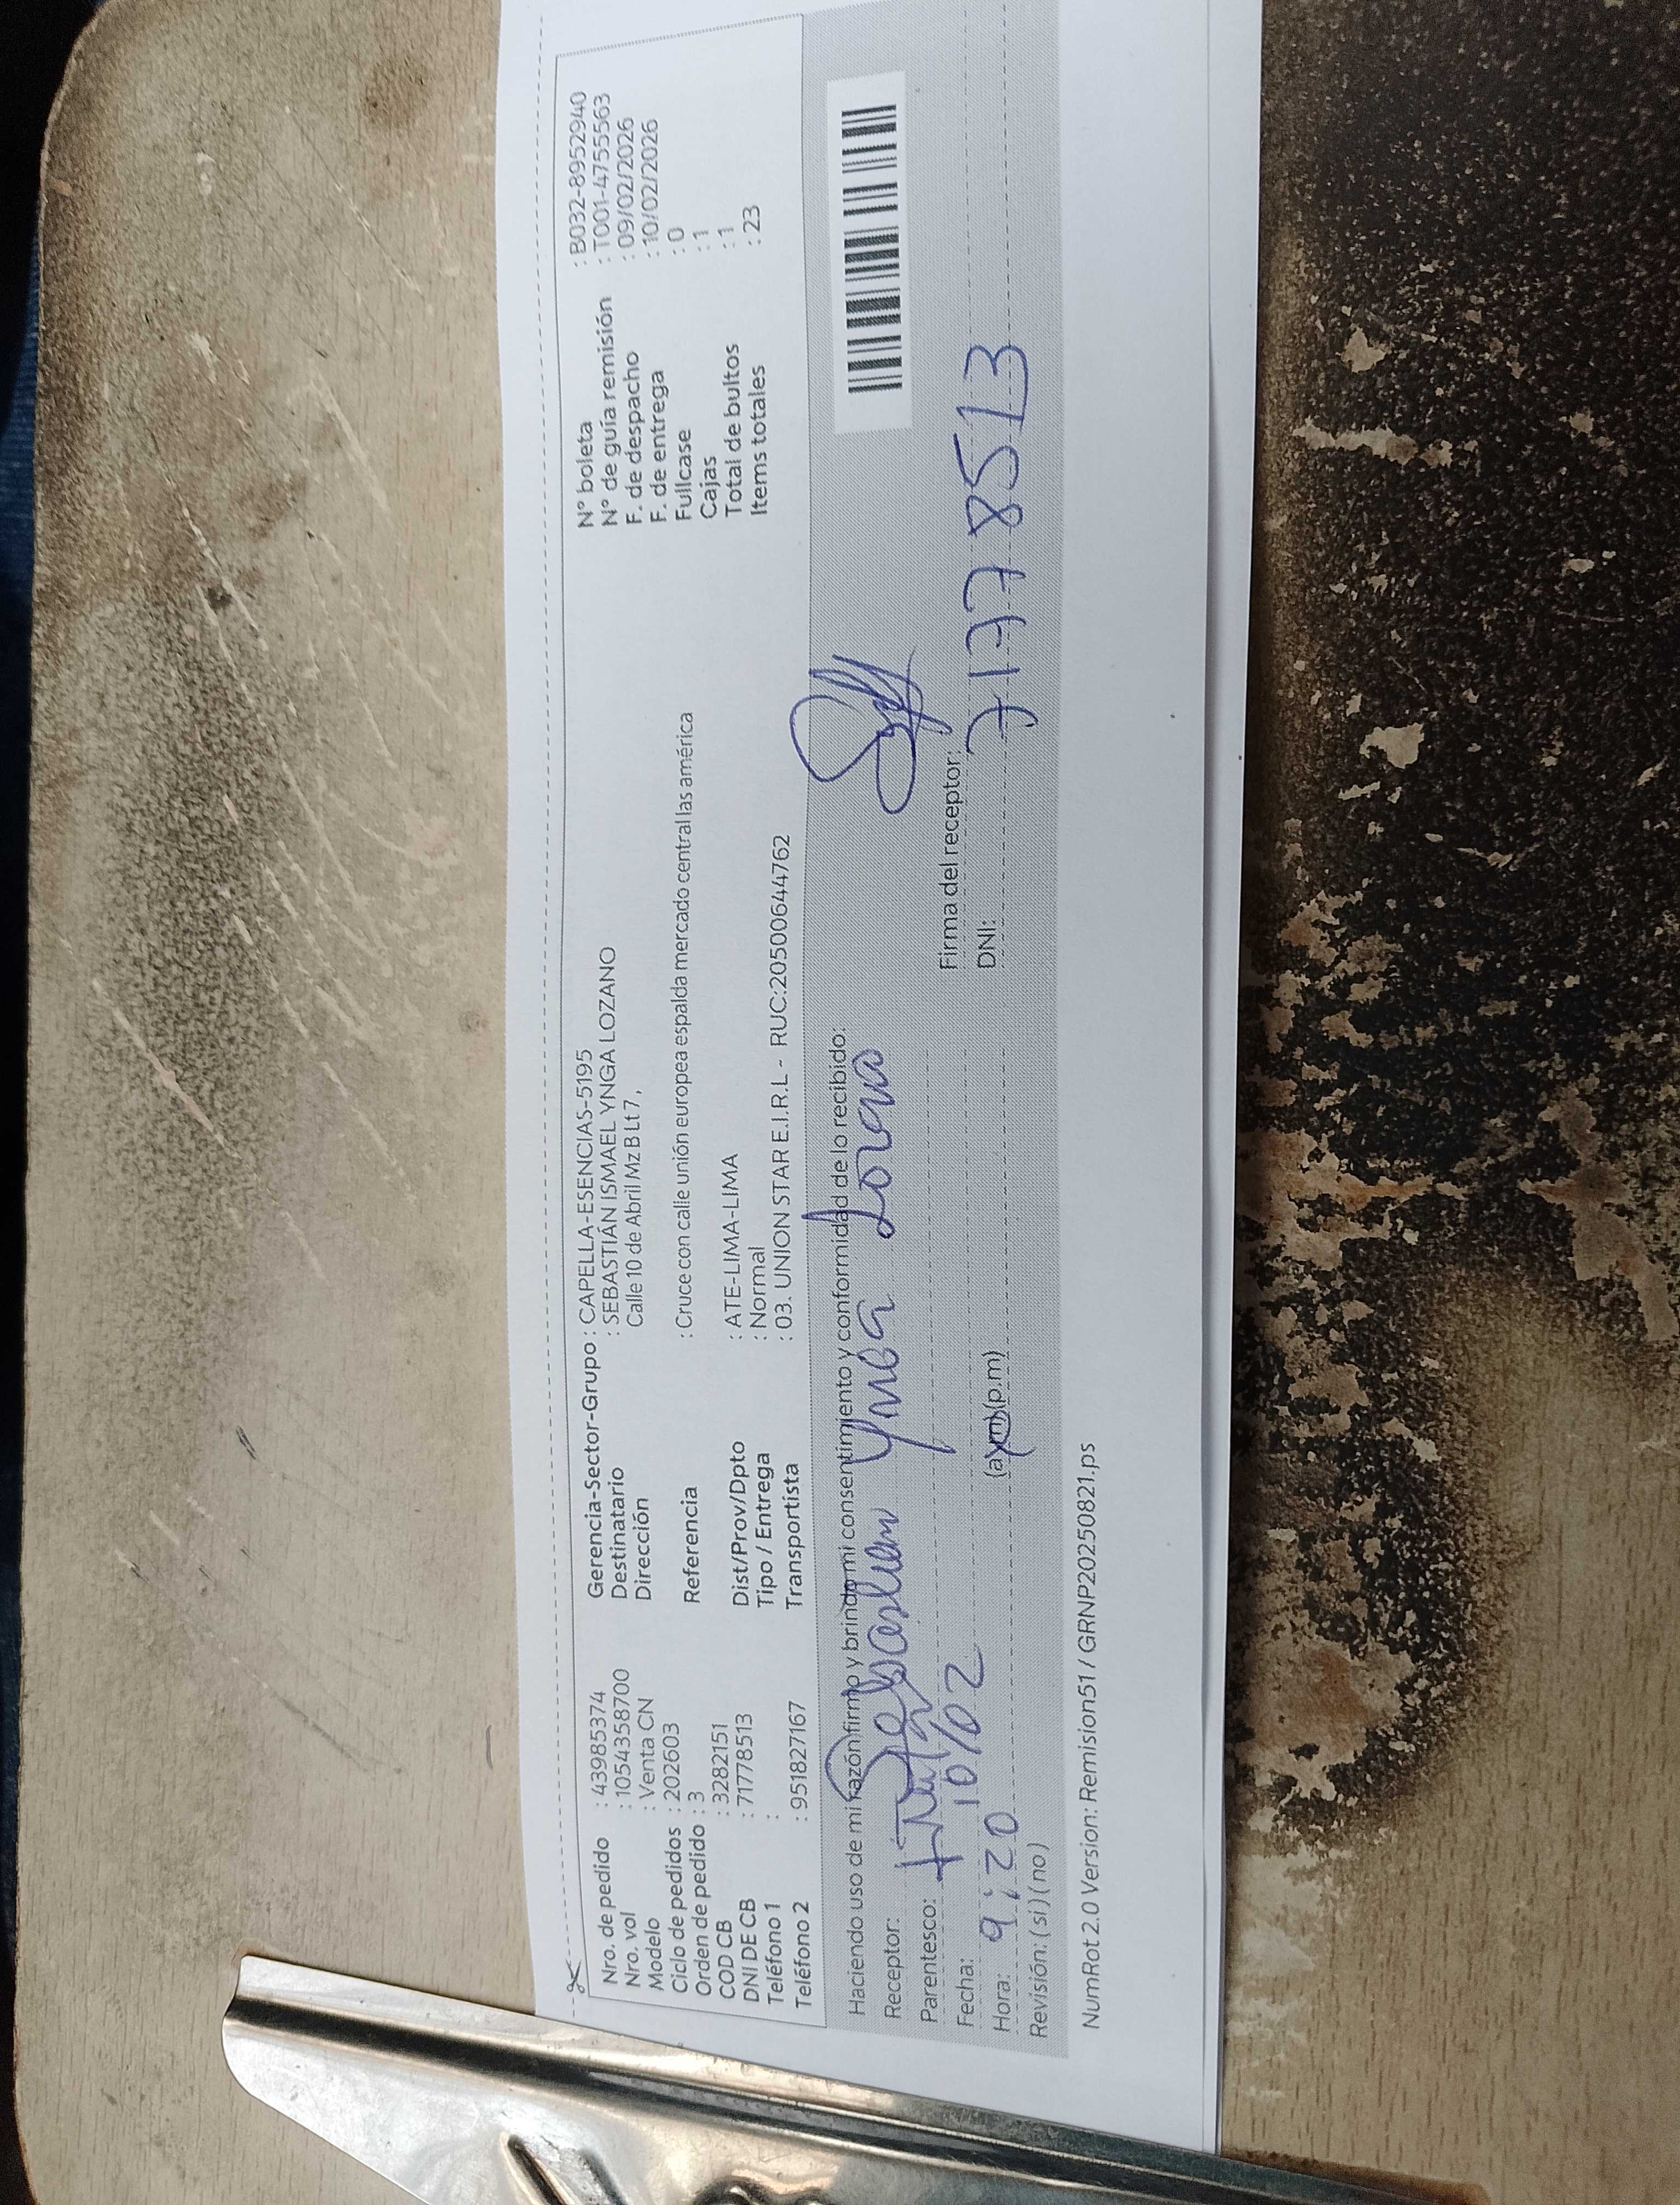 Nro. de pedido : 43985374
Nro. vol : 1054358700
Modelo : Venta CN
Ciclo de pedidos : 202603
Orden de pedido : 3
COD CB : 3282151
DNI DE CB : 71778513
Teléfono 1 :
Teléfono 2 : 951827167
Gerencia-Sector-Grupo : CAPELLA-ESENCIAS-5195
Destinatario : SEBASTIÁN ISMAEL YNGA LOZANO
Dirección Calle 10 de Abril Mz B Lt 7 ,
Referencia : Cruce con calle unión europea espalda mercado central las américa
Dist/Prov/Dpto : ATE-LIMA-LIMA
Tipo / Entrega : Normal
Transportista : 03. UNION STAR E.I.R.L - RUC:20500644762
N° boleta : B032-89529240
N° de guía remisión : T001-47555563
F. de despacho : 09/02/2026
F. de entrega : 10/02/2026
Fullcase : 0
Cajas : 1
Total de bultos : 1
Items totales : 23
Haciendo uso de mi razón firmo y brindo mi consentimiento y conformidad de lo recibido:
Receptor: Sebastian Ynga Lozano
Parentesco: titular
Fecha: 10/02
Hora: 9:20 (a.m) (p.m)
Revisión: ( si ) ( no )
Firma del receptor:
DNI: 71778513
NumRot 2.0 Version: Remision51 / GRNP20250821.ps